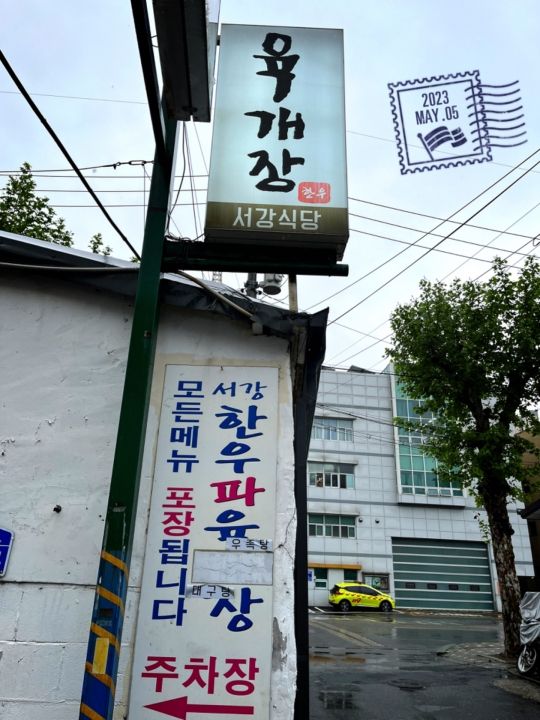 육개장
한우
서강식당
2023
MAY.05
서강
한우파육
우족탕
대구탕
장
모든메뉴 포장됩니다
주차장